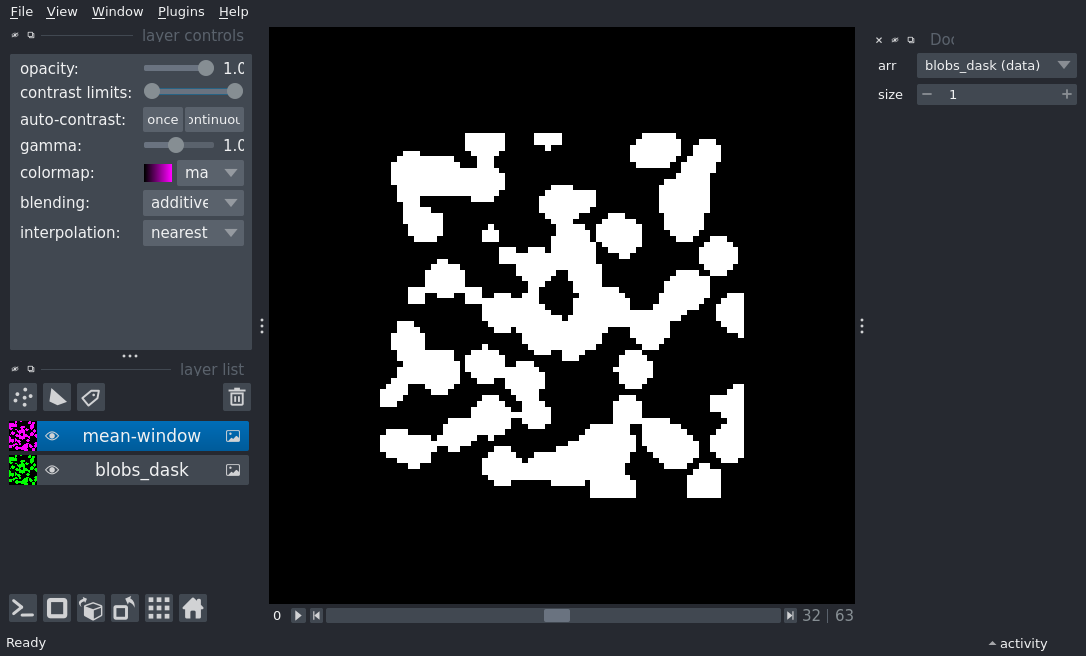 File View Window Plugins Help
layer controls
opacity: 1.0
contrast limits:
auto-contrast: once ontinuou
gamma: 1.0
colormap: ma
blending: additive
interpolation: nearest
layer list
mean-window
blobs_dask
0 32 | 63
Ready
activity
Doc
arr blobs_dask (data)
size 1